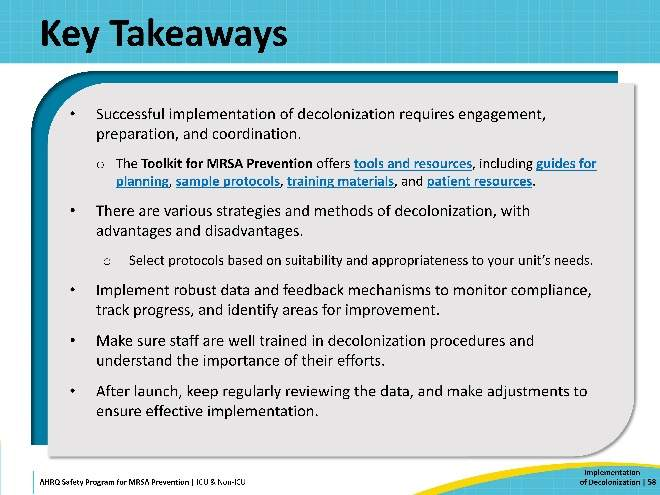 Key Takeaways
• Successful implementation of decolonization requires engagement,
preparation, and coordination.
o The Toolkit for MRSA Prevention offers tools and resources, including guides for
planning, sample protocols, training materials, and patient resources.
• There are various strategies and methods of decolonization, with
advantages and disadvantages.
o Select protocols based on suitability and appropriateness to your unit's needs.
• Implement robust data and feedback mechanisms to monitor compliance,
track progress, and identify areas for improvement.
• Make sure staff are well trained in decolonization procedures and
understand the importance of their efforts.
• After launch, keep regularly reviewing the data, and make adjustments to
ensure effective implementation.
AHRQ Safety Program for MRSA Prevention | ICU & Non-ICU
Implementation
of Decolonization | 58